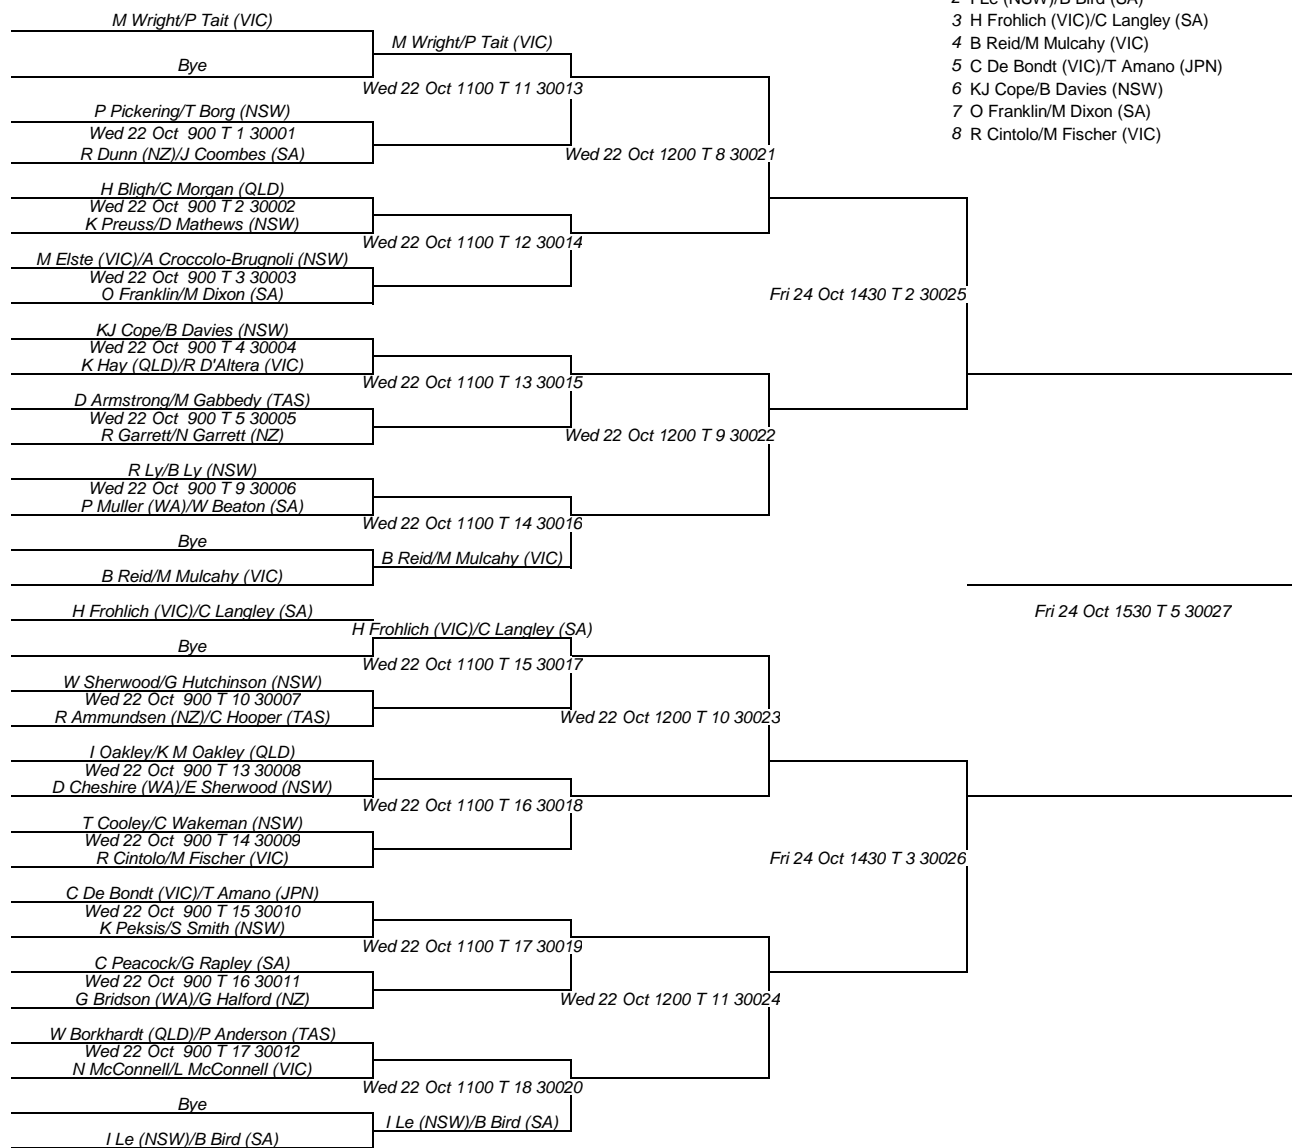 2 I Le (NSW)/B Bird (SA)
3 H Frohlich (VIC)/C Langley (SA)
4 B Reid/M Mulcahy (VIC)
5 C De Bondt (VIC)/T Amano (JPN)
6 KJ Cope/B Davies (NSW)
7 O Franklin/M Dixon (SA)
8 R Cintolo/M Fischer (VIC)
M Wright/P Tait (VIC)
Bye
P Pickering/T Borg (NSW)
Wed 22 Oct 900 T 1 30001
R Dunn (NZ)/J Coombes (SA)
H Bligh/C Morgan (QLD)
Wed 22 Oct 900 T 2 30002
K Preuss/D Mathews (NSW)
M Elste (VIC)/A Croccolo-Brugnoli (NSW)
Wed 22 Oct 900 T 3 30003
O Franklin/M Dixon (SA)
KJ Cope/B Davies (NSW)
Wed 22 Oct 900 T 4 30004
K Hay (QLD)/R D'Altera (VIC)
D Armstrong/M Gabbedy (TAS)
Wed 22 Oct 900 T 5 30005
R Garrett/N Garrett (NZ)
R Ly/B Ly (NSW)
Wed 22 Oct 900 T 9 30006
P Muller (WA)/W Beaton (SA)
Bye
B Reid/M Mulcahy (VIC)
H Frohlich (VIC)/C Langley (SA)
Bye
W Sherwood/G Hutchinson (NSW)
Wed 22 Oct 900 T 10 30007
R Ammundsen (NZ)/C Hooper (TAS)
I Oakley/K M Oakley (QLD)
Wed 22 Oct 900 T 13 30008
D Cheshire (WA)/E Sherwood (NSW)
T Cooley/C Wakeman (NSW)
Wed 22 Oct 900 T 14 30009
R Cintolo/M Fischer (VIC)
C De Bondt (VIC)/T Amano (JPN)
Wed 22 Oct 900 T 15 30010
K Peksis/S Smith (NSW)
C Peacock/G Rapley (SA)
Wed 22 Oct 900 T 16 30011
G Bridson (WA)/G Halford (NZ)
W Borkhardt (QLD)/P Anderson (TAS)
Wed 22 Oct 900 T 17 30012
N McConnell/L McConnell (VIC)
Bye
I Le (NSW)/B Bird (SA)
M Wright/P Tait (VIC)
Wed 22 Oct 1100 T 11 30013
Wed 22 Oct 1100 T 12 30014
Wed 22 Oct 1100 T 13 30015
Wed 22 Oct 1100 T 14 30016
B Reid/M Mulcahy (VIC)
H Frohlich (VIC)/C Langley (SA)
Wed 22 Oct 1100 T 15 30017
Wed 22 Oct 1100 T 16 30018
Wed 22 Oct 1100 T 17 30019
Wed 22 Oct 1100 T 18 30020
I Le (NSW)/B Bird (SA)
Wed 22 Oct 1200 T 8 30021
Wed 22 Oct 1200 T 9 30022
Wed 22 Oct 1200 T 10 30023
Wed 22 Oct 1200 T 11 30024
Fri 24 Oct 1430 T 2 30025
Fri 24 Oct 1430 T 3 30026
Fri 24 Oct 1530 T 5 30027